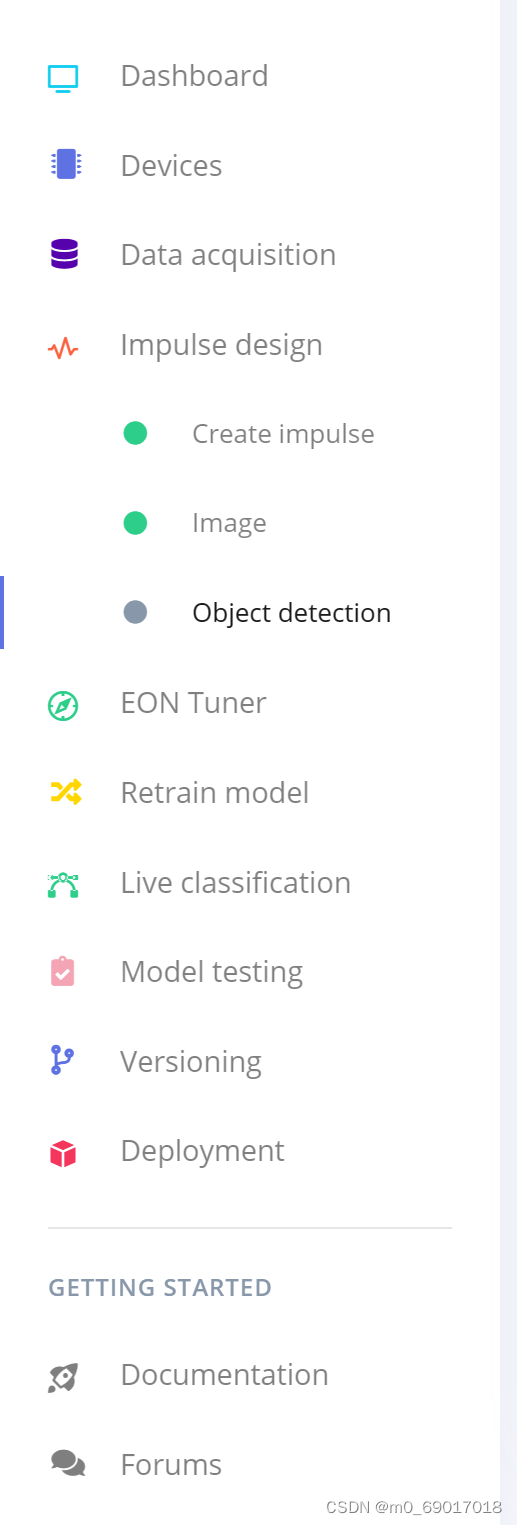 Dashboard
Devices
Data acquisition
Impulse design
Create impulse
Image
Object detection
EON Tuner
Retrain model
Live classification
Model testing
Versioning
Deployment
GETTING STARTED
Documentation
Forums
CSDN @m0_69017018